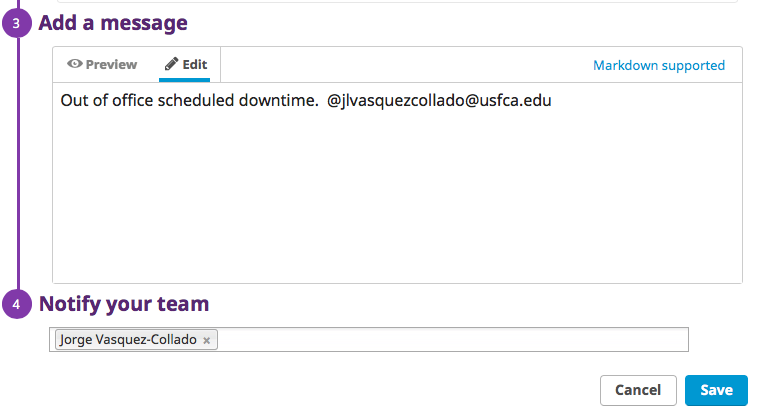 3 Add a message
Preview Edit Markdown supported
Out of office scheduled downtime. @jlvasquezcollado@usfca.edu
4 Notify your team
Jorge Vasquez-Collado ×
Cancel Save